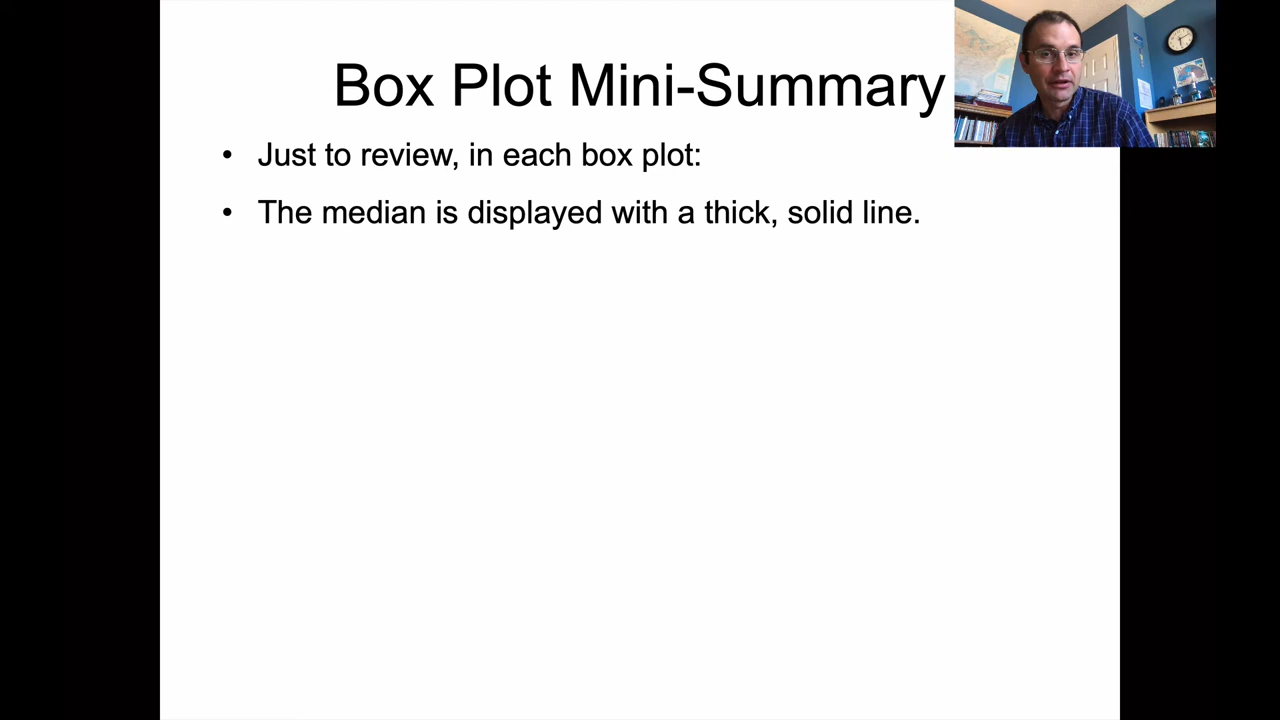 Box Plot Mini-Summary
• Just to review, in each box plot:
• The median is displayed with a thick, solid line.